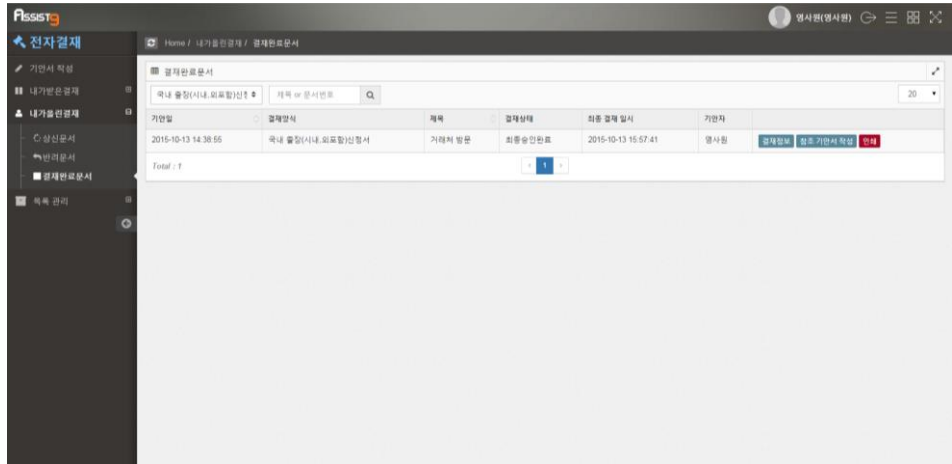 Assist9
영사원(영사원)
전자결재
Home / 내가올린결재 / 결재완료문서
기안서 작성
내가받은결재
내가올린결재
상신문서
반려문서
결재완료문서
목록 관리
결재완료문서
국내 출장(시내,외포함)신청
제목 or 문서번호
20
기안일 결재양식 제목 결재상태 최종 결재 일시 기안자
2015-10-13 14:38:55 국내 출장(시내,외포함)신청서 거래처 방문 최종승인완료 2015-10-13 15:57:41 영사원 결재정보 참조 기안서 작성 인쇄
Total : 1
1